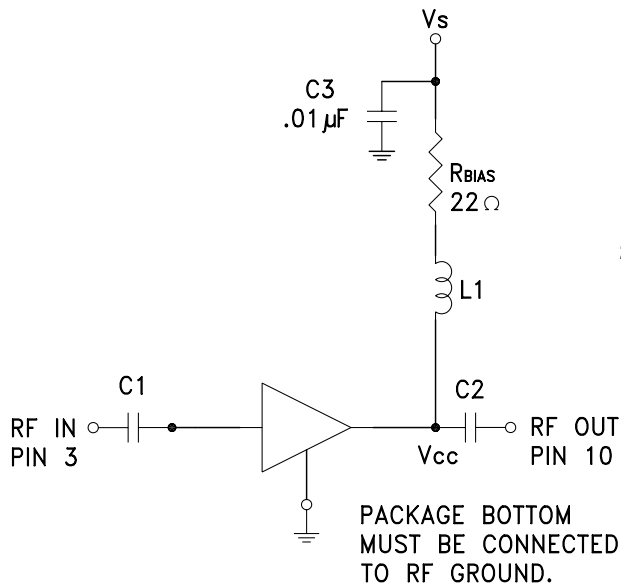 Vs
C3
.01µF
RBIAS
22Ω
L1
C1
C2
RF IN
PIN 3
Vcc
RF OUT
PIN 10
PACKAGE BOTTOM
MUST BE CONNECTED
TO RF GROUND.